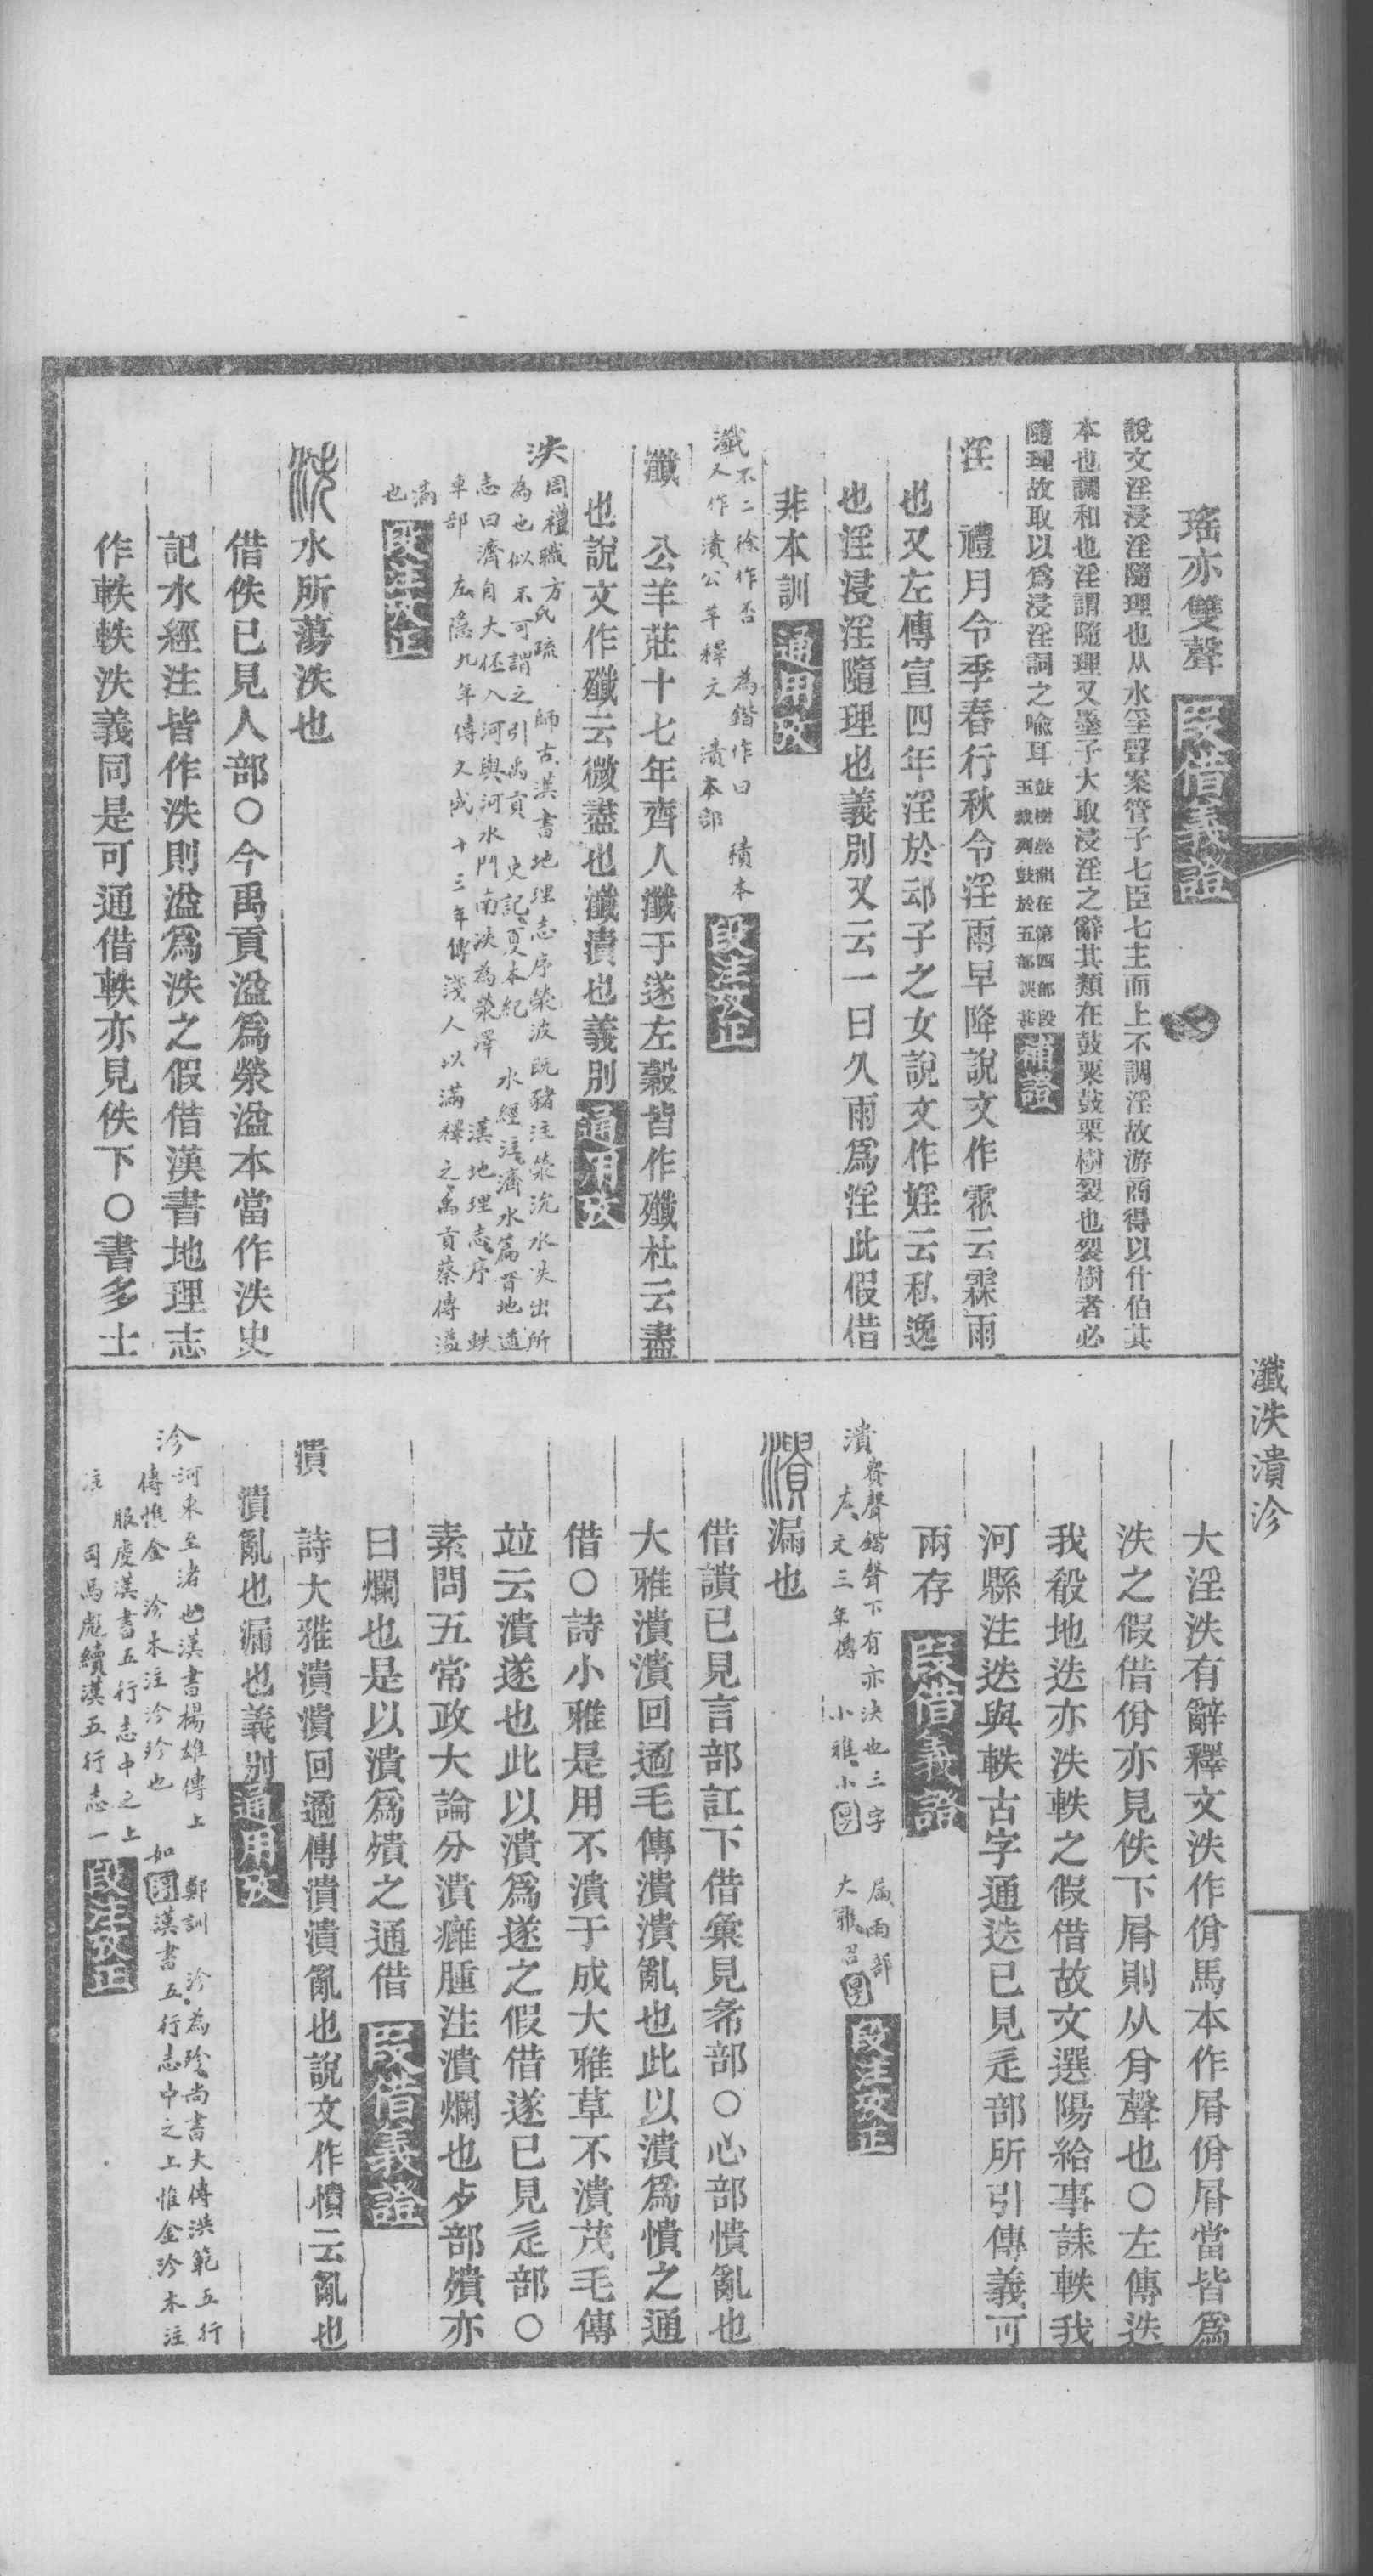 瑤亦雙聲 段借義證
說文淫浸淫隨理也从水㸒聲案管子七臣七主而上不調淫故游商得以什伯其
本也調和也淫謂隨理又墨子大取浸淫之辭其類在鼓栗鼓栗樹裂也裂樹者必
隨理故取以爲浸淫詞之喩耳鼓樹㽅韻在第四部段玉裁列鼓於五部誤甚 補證
淫 禮月令季春行秋令淫雨早降說文作霃云霖雨
也又左傳宣四年淫於䢵子之女說文作婬云私逸
也淫浸淫隨理也義別又云一曰久雨爲淫此假借
非本訓 通用攷
瀸 不二徐作否 為鍇作曰 績本
又作漬公羊釋文 漬本部 段注攷正
瀸 公羊莊十七年齊人瀸于遂左穀皆作殲杜云盡
也說文作殲云微盡也瀸漬也義別 通用攷
泆 周禮職方氏疏 師古漢書地理志序滎波旣豬注滎沇水泆出所
為也似不可謂之引禹貢 史記夏本紀 水經注濟水篇晉地道
志曰濟自大伾入河與河水鬥南泆為滎澤 漢地理志序 軼
車部 左隱九年傳又成十三年傳淺人以滿釋之禹貢蔡傳溢
滿也 段注攷正
泆 水所蕩泆也
借佚已見人部○今禹貢溢爲滎溢本當作泆史
記水經注皆作泆則溢爲泆之假借漢書地理志
作軼軼泆義同是可通借軼亦見佚下○書多士
大淫泆有辭釋文泆作佾馬本作屑佾屑當皆爲
泆之假借佾亦見佚下屑則从㕣聲也○左傳迭
我殽地迭亦泆軼之假借故文選陽給事誄軼我
河縣注迭與軼古字通迭已見辵部所引傳義可
兩存 段借義證
潰 賚聲鍇聲下有亦決也三字 屚雨部
左文三年傳 小雅小旻 大雅召旻 段注攷正
潰 漏也
借讃已見言部訌下借彙見㣇部○心部憒亂也
大雅潰潰回遹毛傳潰潰亂也此以潰爲憒之通
借○詩小雅是用不潰于成大雅草不潰茂毛傳
竝云潰遂也此以潰爲遂之假借遂已見辵部○
素問五常政大論分潰癰腫注潰爛也歺部殨亦
曰爛也是以潰爲殨之通借 段借義證
潰 詩大雅潰潰回遹傳潰潰亂也說文作憒云亂也
潰亂也漏也義別 通用攷
沴 河東至渚也漢書楊雄傳上 鄭訓 沴為殄尚書大傳洪範五行
傳惟金沴木注沴殄也 如 漢書五行志中之上惟金沴木注
服虔漢書五行志中之上
注 司馬彪續漢五行志一 段注攷正
瀸泆潰沴